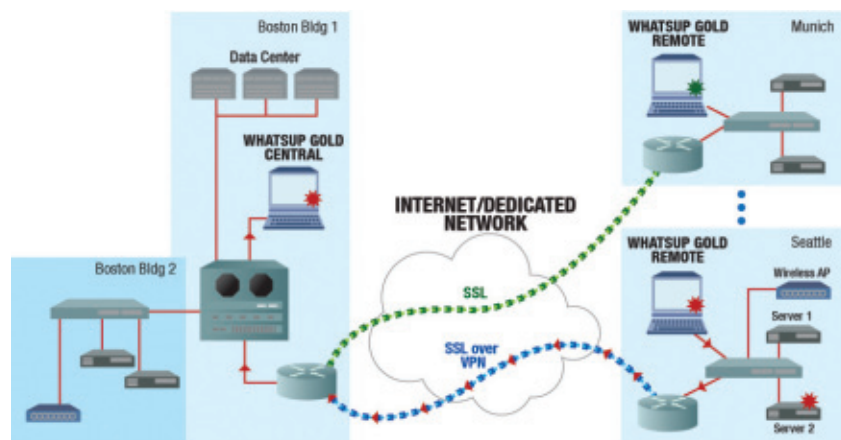 Boston Bldg 1
Data Center
WHATSUP GOLD
CENTRAL
Boston Bldg 2
INTERNET/DEDICATED
NETWORK
SSL
SSL over
VPN
WHATSUP GOLD
REMOTE
Munich
WHATSUP GOLD
REMOTE
Seattle
Wireless AP
Server 1
Server 2